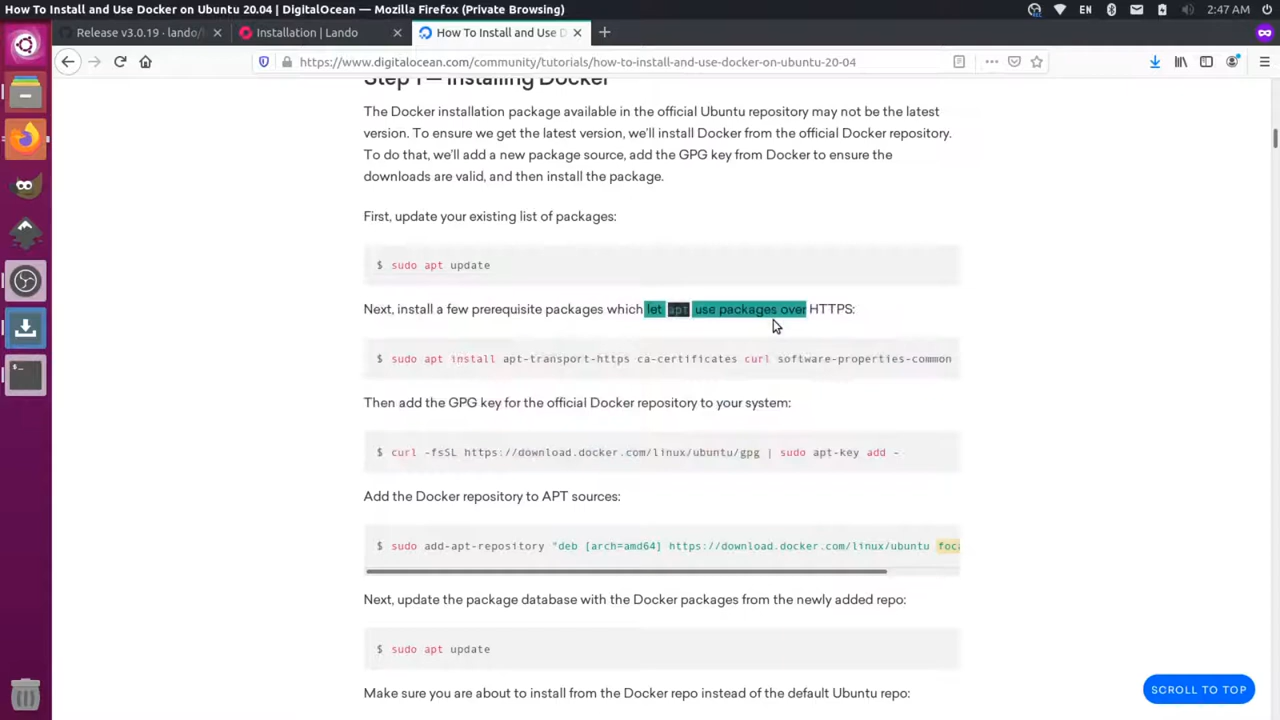 How To Install and Use Docker on Ubuntu 20.04 | DigitalOcean — Mozilla Firefox (Private Browsing)
EN
2:47 AM
Release v3.0.19 · lando/
Installation | Lando
How To Install and Use D
https://www.digitalocean.com/community/tutorials/how-to-install-and-use-docker-on-ubuntu-20-04
Step 1 — Installing Docker
The Docker installation package available in the official Ubuntu repository may not be the latest
version. To ensure we get the latest version, we'll install Docker from the official Docker repository.
To do that, we'll add a new package source, add the GPG key from Docker to ensure the
downloads are valid, and then install the package.
First, update your existing list of packages:
$ sudo apt update
Next, install a few prerequisite packages which let apt use packages over HTTPS:
$ sudo apt install apt-transport-https ca-certificates curl software-properties-common
Then add the GPG key for the official Docker repository to your system:
$ curl -fsSL https://download.docker.com/linux/ubuntu/gpg | sudo apt-key add -
Add the Docker repository to APT sources:
$ sudo add-apt-repository "deb [arch=amd64] https://download.docker.com/linux/ubuntu foca
Next, update the package database with the Docker packages from the newly added repo:
$ sudo apt update
Make sure you are about to install from the Docker repo instead of the default Ubuntu repo:
SCROLL TO TOP